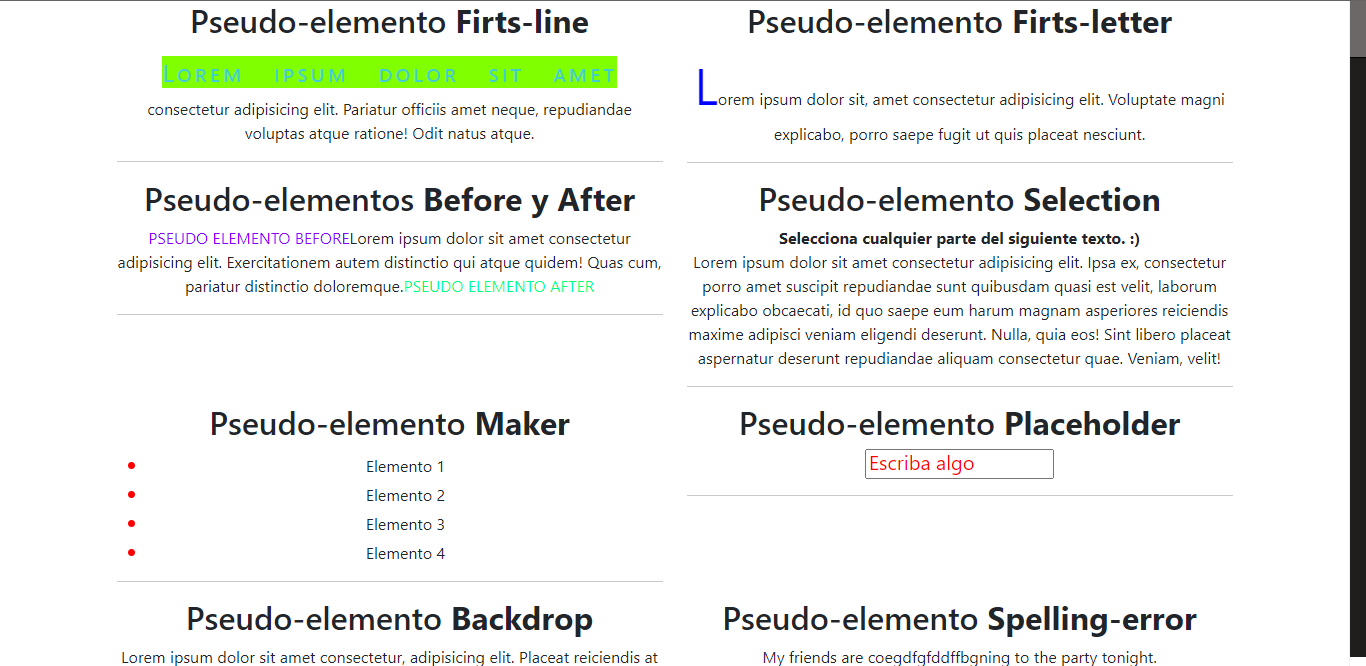 Pseudo-elemento Firts-line
Lorem ipsum dolor sit amet
consectetur adipisicing elit. Pariatur officiis amet neque, repudiandae
voluptas atque ratione! Odit natus atque.
Pseudo-elemento Firts-letter
Lorem ipsum dolor sit, amet consectetur adipisicing elit. Voluptate magni
explicabo, porro saepe fugit ut quis placeat nesciunt.
Pseudo-elementos Before y After
PSEUDO ELEMENTO BEFORELorem ipsum dolor sit amet consectetur
adipisicing elit. Exercitationem autem distinctio qui atque quidem! Quas cum,
pariatur distinctio doloremque.PSEUDO ELEMENTO AFTER
Pseudo-elemento Selection
Selecciona cualquier parte del siguiente texto. :)
Lorem ipsum dolor sit amet consectetur adipisicing elit. Ipsa ex, consectetur
porro amet suscipit repudiandae sunt quibusdam quasi est velit, laborum
explicabo obcaecati, id quo saepe eum harum magnam asperiores reiciendis
maxime adipisci veniam eligendi deserunt. Nulla, quia eos! Sint libero placeat
aspernatur deserunt repudiandae aliquam consectetur quae. Veniam, velit!
Pseudo-elemento Maker
Elemento 1
Elemento 2
Elemento 3
Elemento 4
Pseudo-elemento Placeholder
Escriba algo
Pseudo-elemento Backdrop
Lorem ipsum dolor sit amet consectetur, adipisicing elit. Placeat reiciendis at
Pseudo-elemento Spelling-error
My friends are coegdfgfddffbgning to the party tonight.